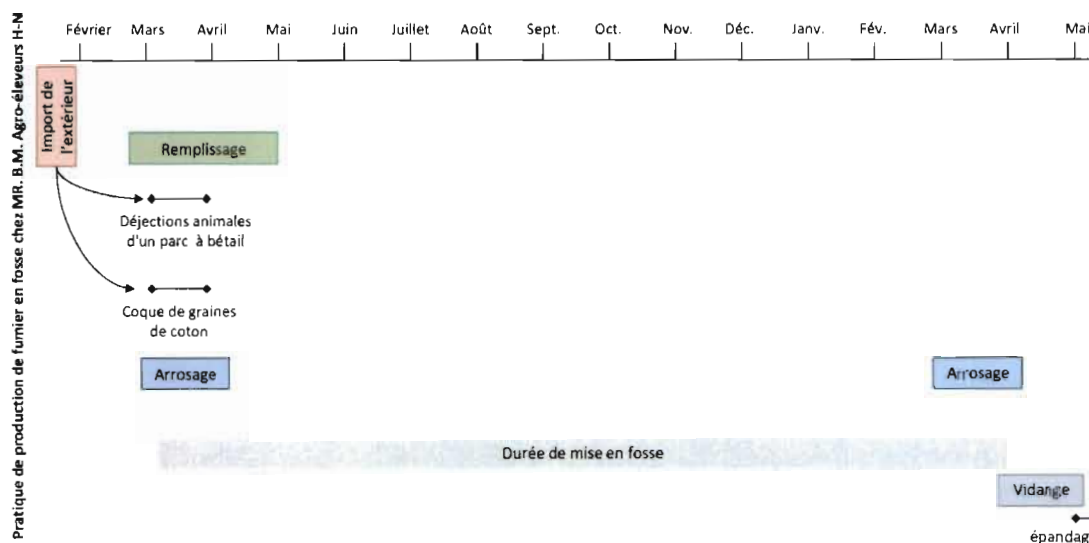 Pratique de production de fumier en fosse chez MR. B.M. Agro-éleveurs H-N
Février Mars Avril Mai Juin Juillet Août Sept. Oct. Nov. Déc. Janv. Fév. Mars Avril Mai
Import de
l'extérieur
Remplissage
Déjections animales
d'un parc à bétail
Coque de graines
de coton
Arrosage Arrosage
Durée de mise en fosse
Vidange
épandag